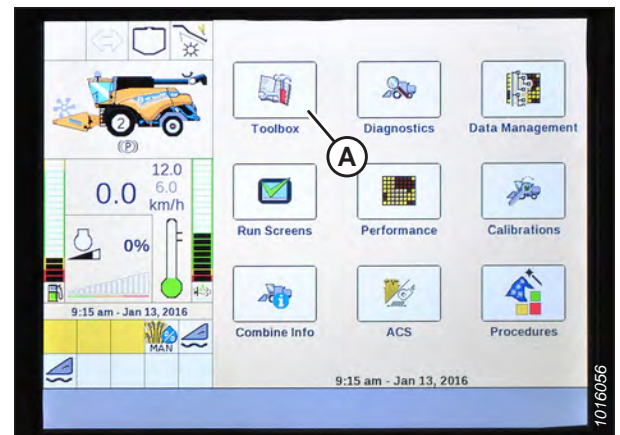 Toolbox
Diagnostics
Data Management
A
Run Screens
Performance
Calibrations
Combine Info
ACS
Procedures
9:15 am - Jan 13, 2016
2
(P)
12.0
6.0
0.0
km/h
0%
9:15 am - Jan 13, 2016
MAN
1016056